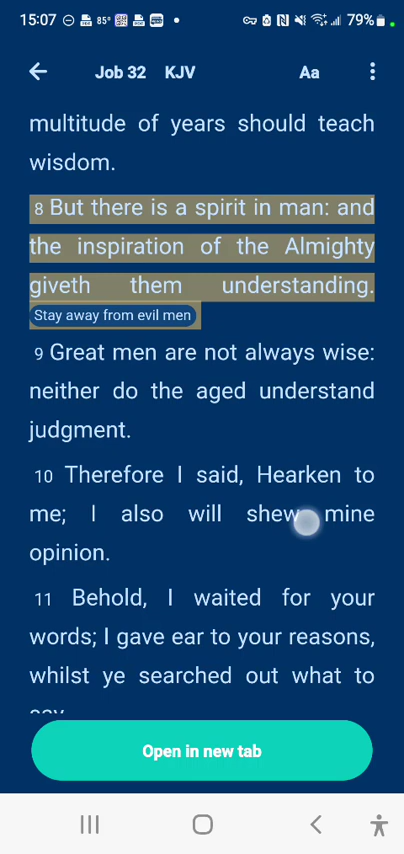 15:07 85° 79%
Job 32 KJV Aa
multitude of years should teach
wisdom.
8 But there is a spirit in man: and
the inspiration of the Almighty
giveth them understanding.
Stay away from evil men
9 Great men are not always wise:
neither do the aged understand
judgment.
10 Therefore I said, Hearken to
me; I also will shew mine
opinion.
11 Behold, I waited for your
words; I gave ear to your reasons,
whilst ye searched out what to
say.
Open in new tab